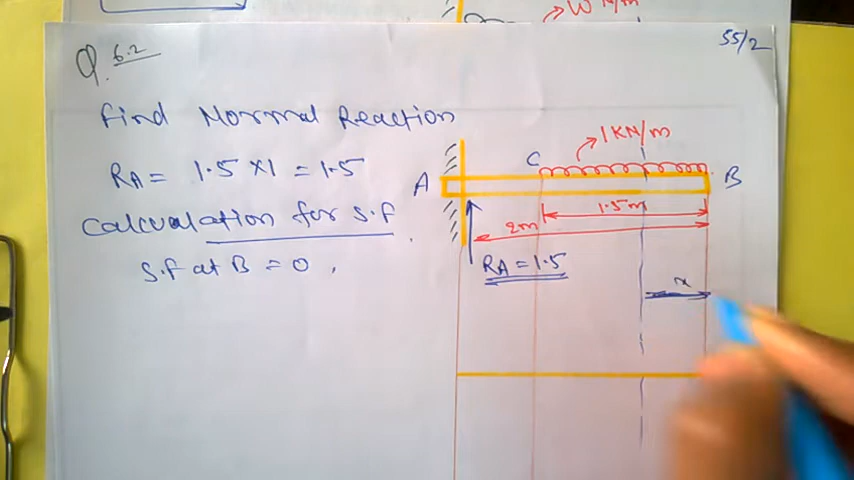 W N/m
Q. 6.2
55/2
Find Normal Reaction
RA = 1.5 × 1 = 1.5
Calculation for S.F
S.F at B = 0 ,
1 KN/m
C
A
B
1.5m
2m
RA = 1.5
x